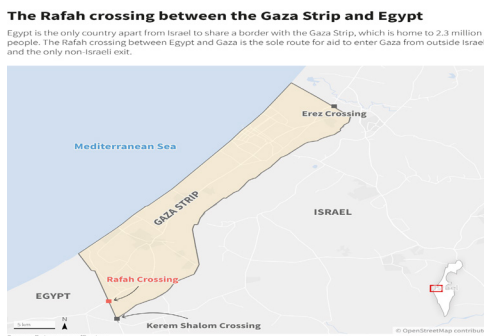 The Rafah crossing between the Gaza Strip and Egypt
Egypt is the only country apart from Israel to share a border with the Gaza Strip, which is home to 2.3 million
people. The Rafah crossing between Egypt and Gaza is the sole route for aid to enter Gaza from outside Israel
and the only non-Israeli exit.
Erez Crossing
Mediterranean Sea
GAZA STRIP
ISRAEL
Rafah Crossing
EGYPT
N
5 km
Kerem Shalom Crossing
© OpenStreetMap contribut